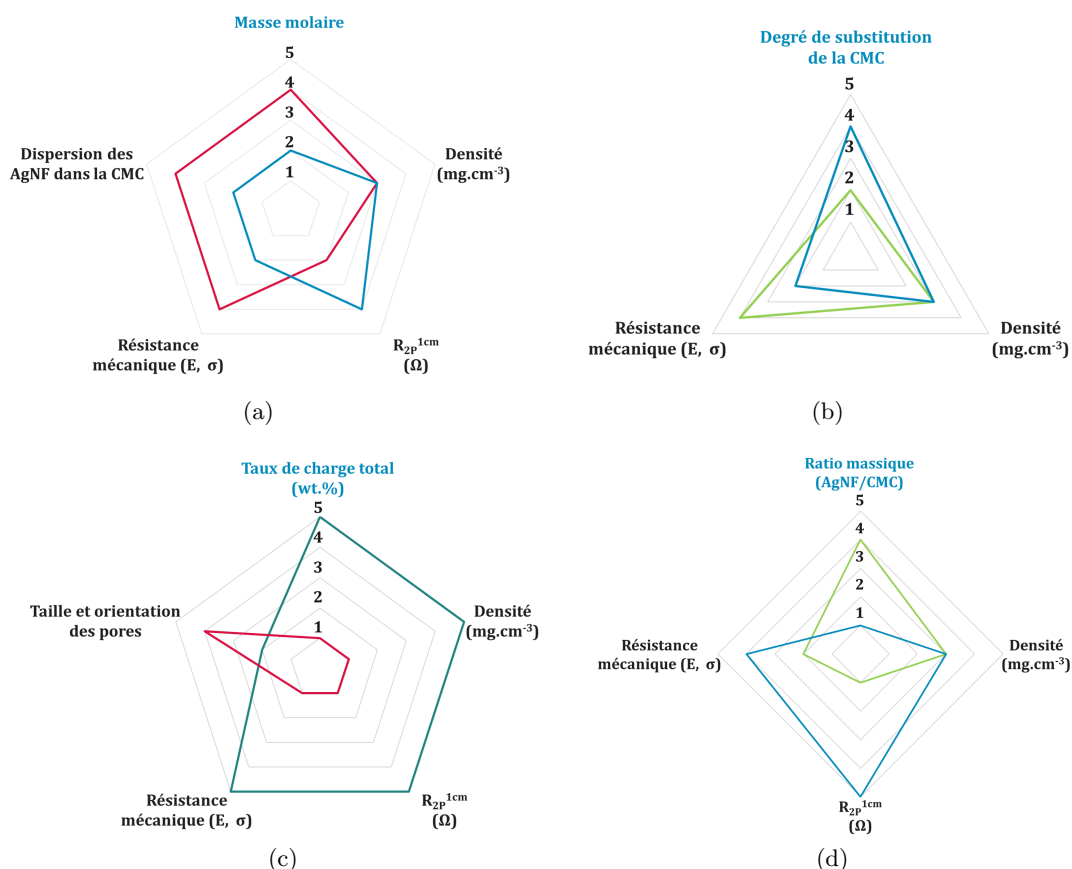 Masse molaire
5
4
3
2
1
Dispersion des
AgNF dans la CMC
Densité
(mg.cm-3)
Résistance
mécanique (E, σ)
R2P1cm
(Ω)
(a)
Degré de substitution
de la CMC
5
4
3
2
1
Résistance
mécanique (E, σ)
Densité
(mg.cm-3)
(b)
Taux de charge total
(wt.%)
5
4
3
2
1
Taille et orientation
des pores
Densité
(mg.cm-3)
Résistance
mécanique (E, σ)
R2P1cm
(Ω)
(c)
Ratio massique
(AgNF/CMC)
5
4
3
2
1
Résistance
mécanique (E, σ)
Densité
(mg.cm-3)
R2P1cm
(Ω)
(d)